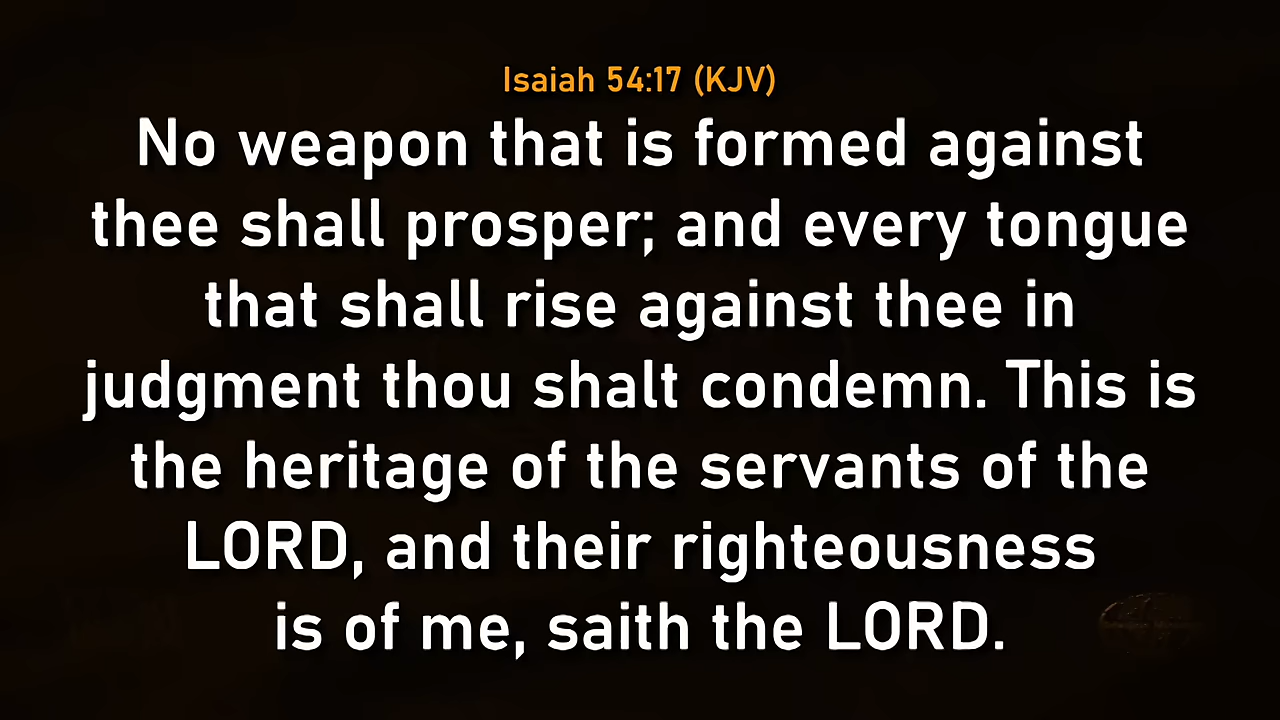 Isaiah 54:17 (KJV)
No weapon that is formed against
thee shall prosper; and every tongue
that shall rise against thee in
judgment thou shalt condemn. This is
the heritage of the servants of the
LORD, and their righteousness
is of me, saith the LORD.